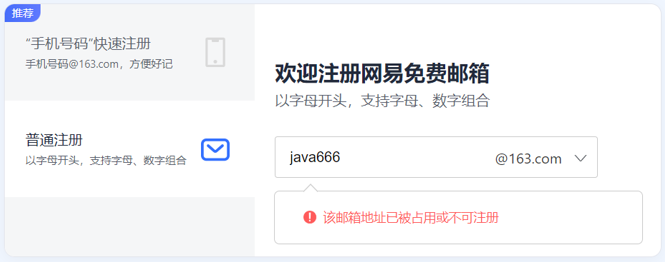 推荐
“手机号码”快速注册
手机号码@163.com，方便好记
普通注册
以字母开头，支持字母、数字组合
欢迎注册网易免费邮箱
以字母开头，支持字母、数字组合
java666 @163.com
该邮箱地址已被占用或不可注册